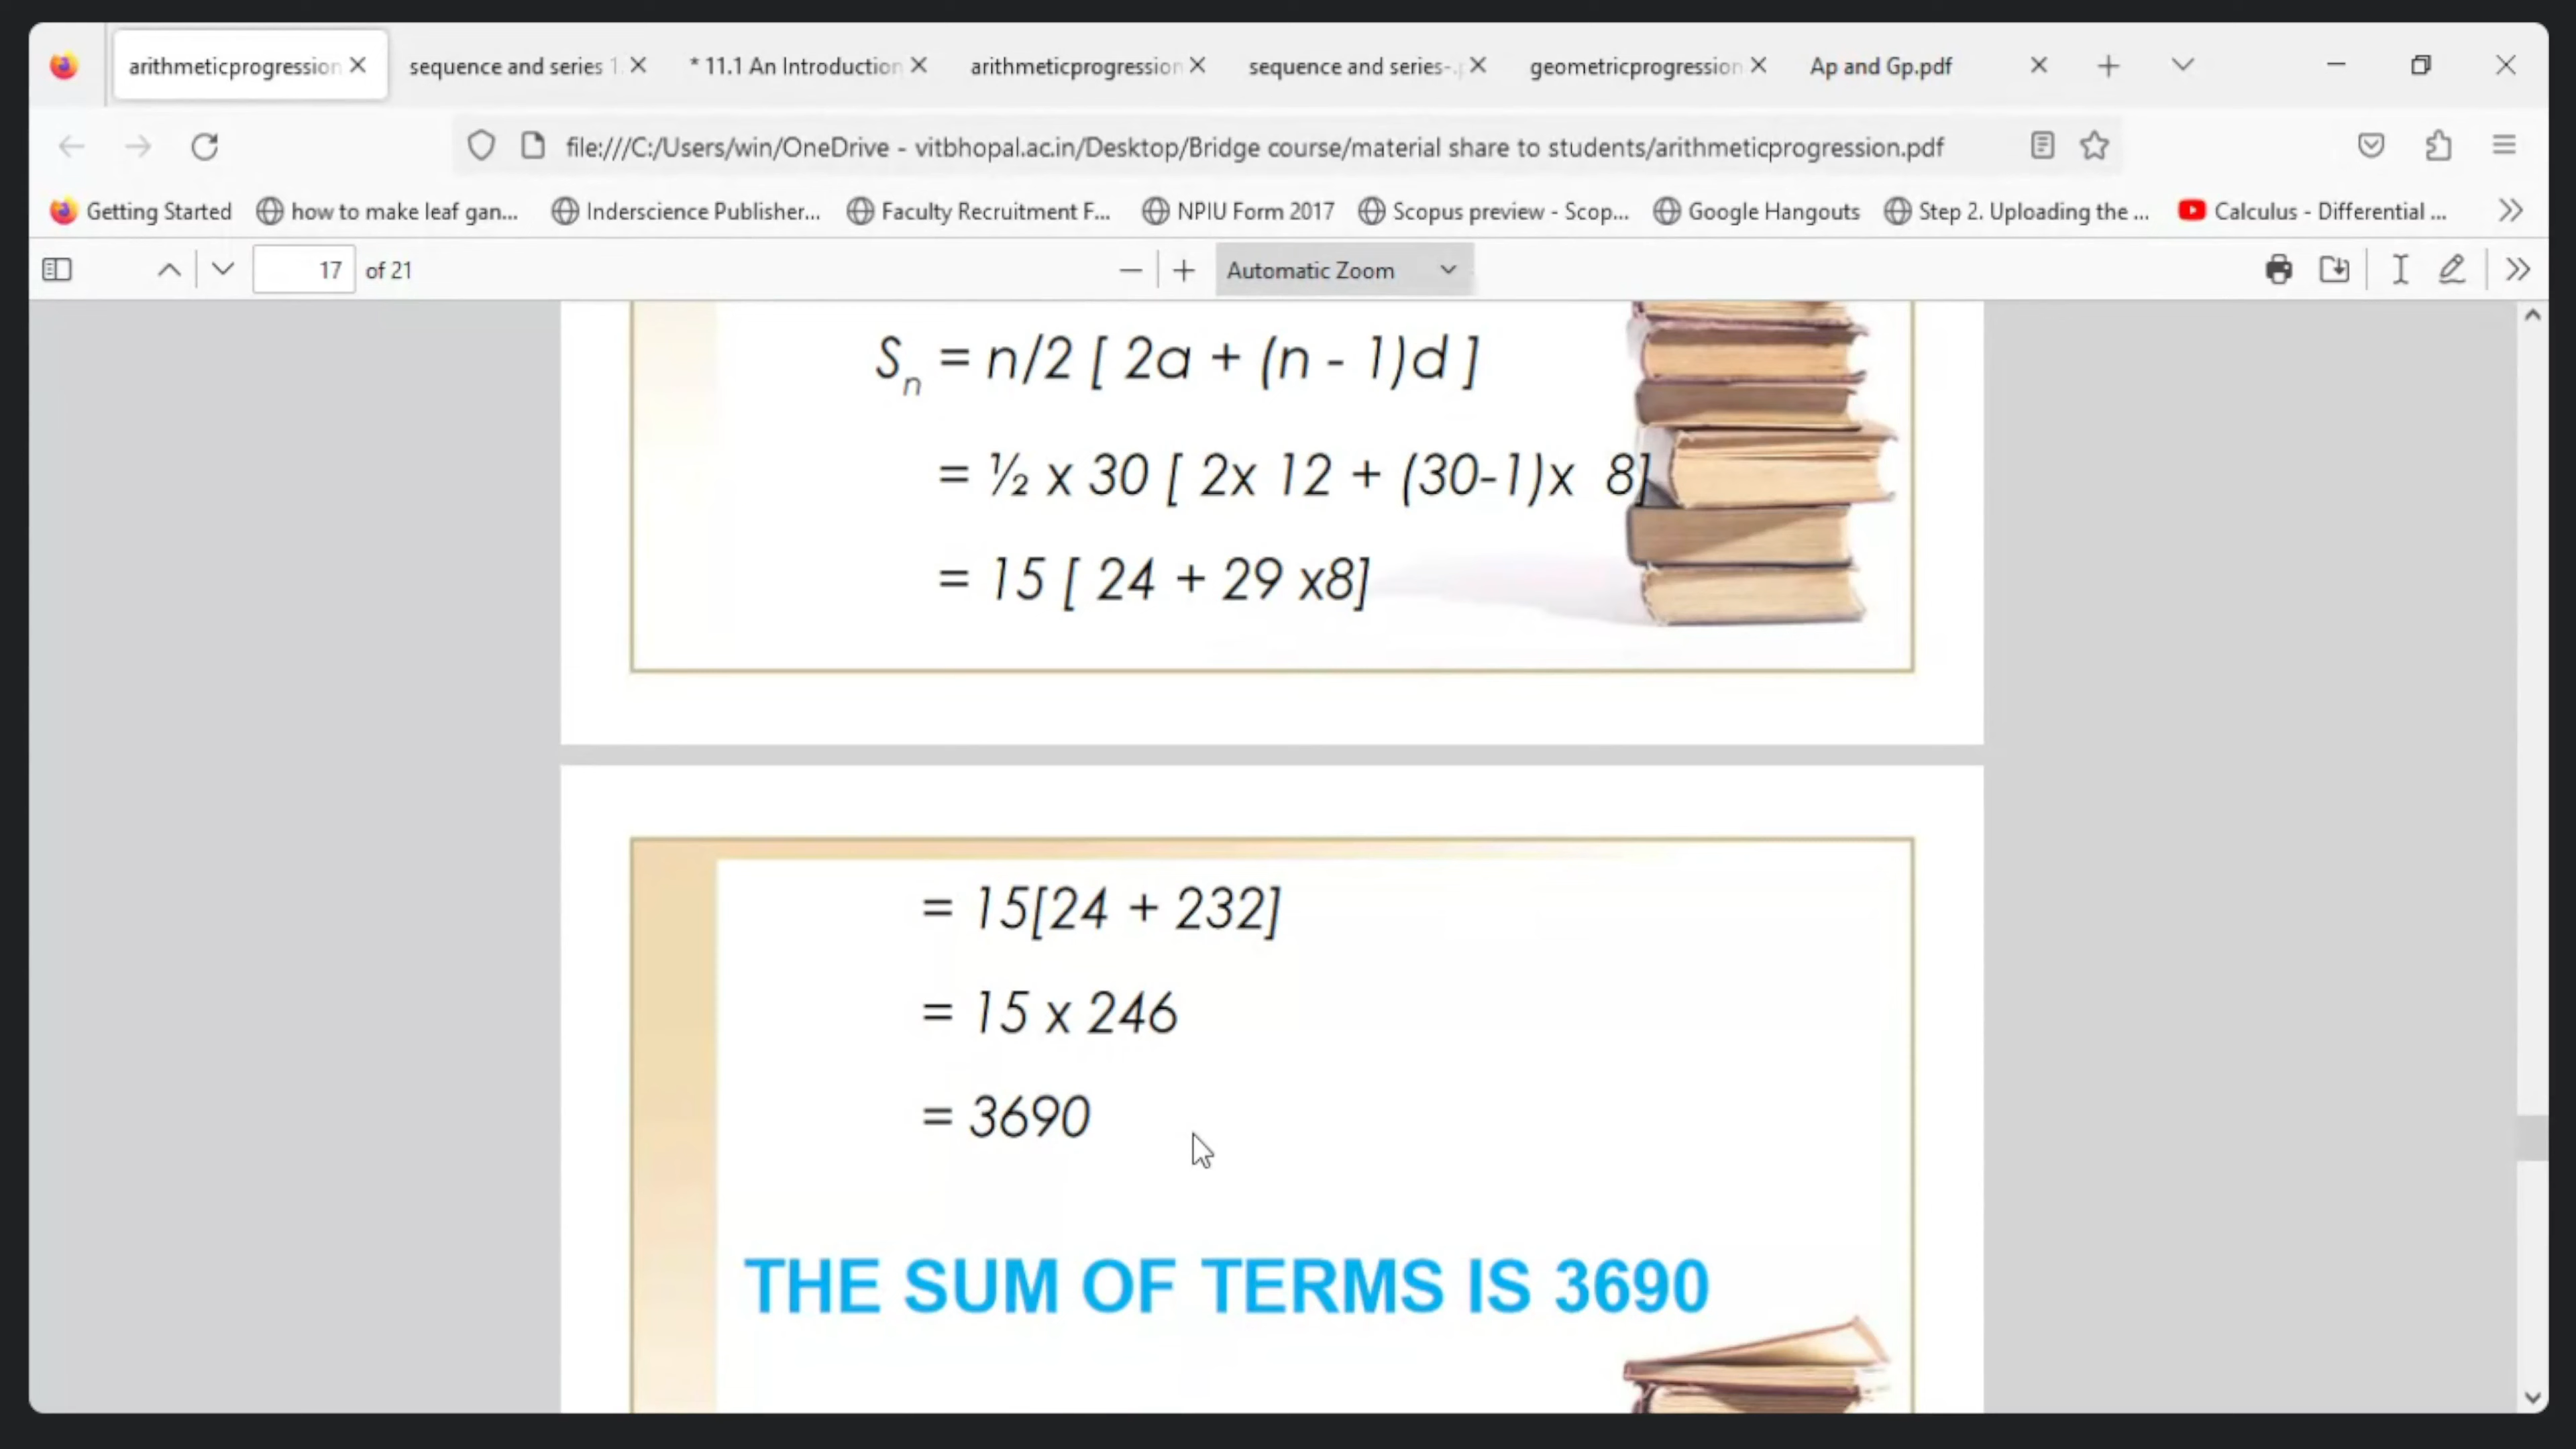 arithmeticprogression
sequence and series 1.
* 11.1 An Introduction
arithmeticprogression
sequence and series-.p
geometricprogression
Ap and Gp.pdf
file:///C:/Users/win/OneDrive - vitbhopal.ac.in/Desktop/Bridge course/material share to students/arithmeticprogression.pdf
Getting Started
how to make leaf gan...
Inderscience Publisher...
Faculty Recruitment F...
NPIU Form 2017
Scopus preview - Scop...
Google Hangouts
Step 2. Uploading the ...
Calculus - Differential ...
17 of 21
Automatic Zoom
Sn = n/2 [ 2a + (n - 1)d ]
= ½ x 30 [ 2x 12 + (30-1)x 8]
= 15 [ 24 + 29 x8]
= 15[24 + 232]
= 15 x 246
= 3690
THE SUM OF TERMS IS 3690